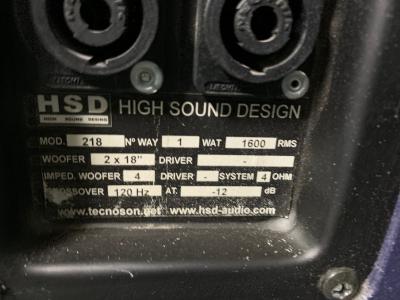 HSD HIGH SOUND DESIGN
HIGH SOUND DESING
MOD. 218 Nº WAY 1 WAT 1600 RMS
WOOFER 2 x 18" DRIVER -
IMPED. WOOFER 4 DRIVER - SYSTEM 4 OHM
CROSSOVER 120 Hz AT. -12 dB
www.tecnoson.net www.hsd-audio.com